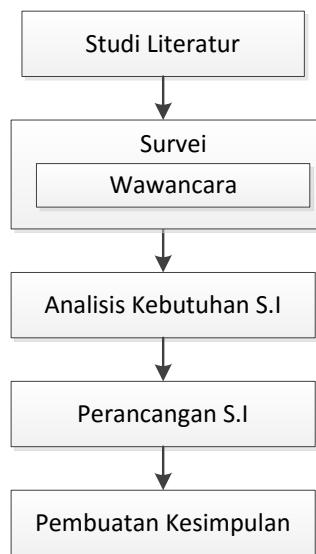 Studi Literatur
Survei
Wawancara
Analisis Kebutuhan S.I
Perancangan S.I
Pembuatan Kesimpulan